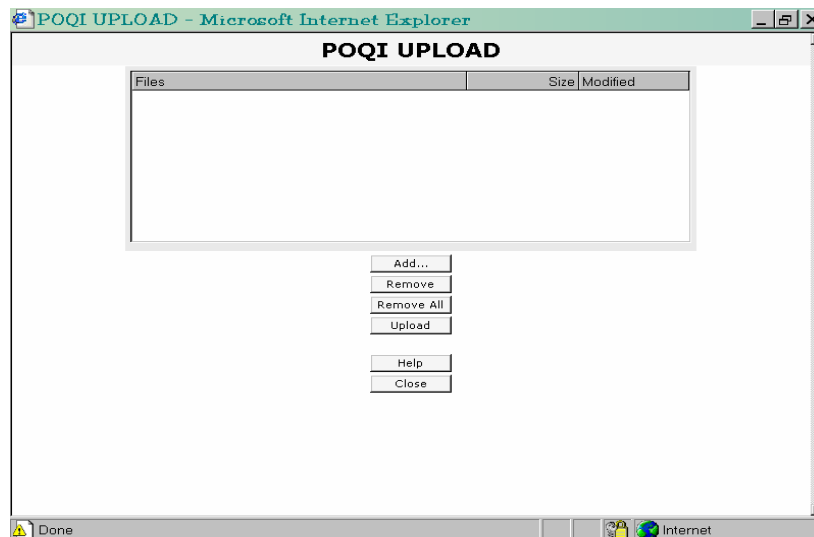 POQI UPLOAD - Microsoft Internet Explorer
POQI UPLOAD
Files Size Modified
Add...
Remove
Remove All
Upload
Help
Close
Done Internet